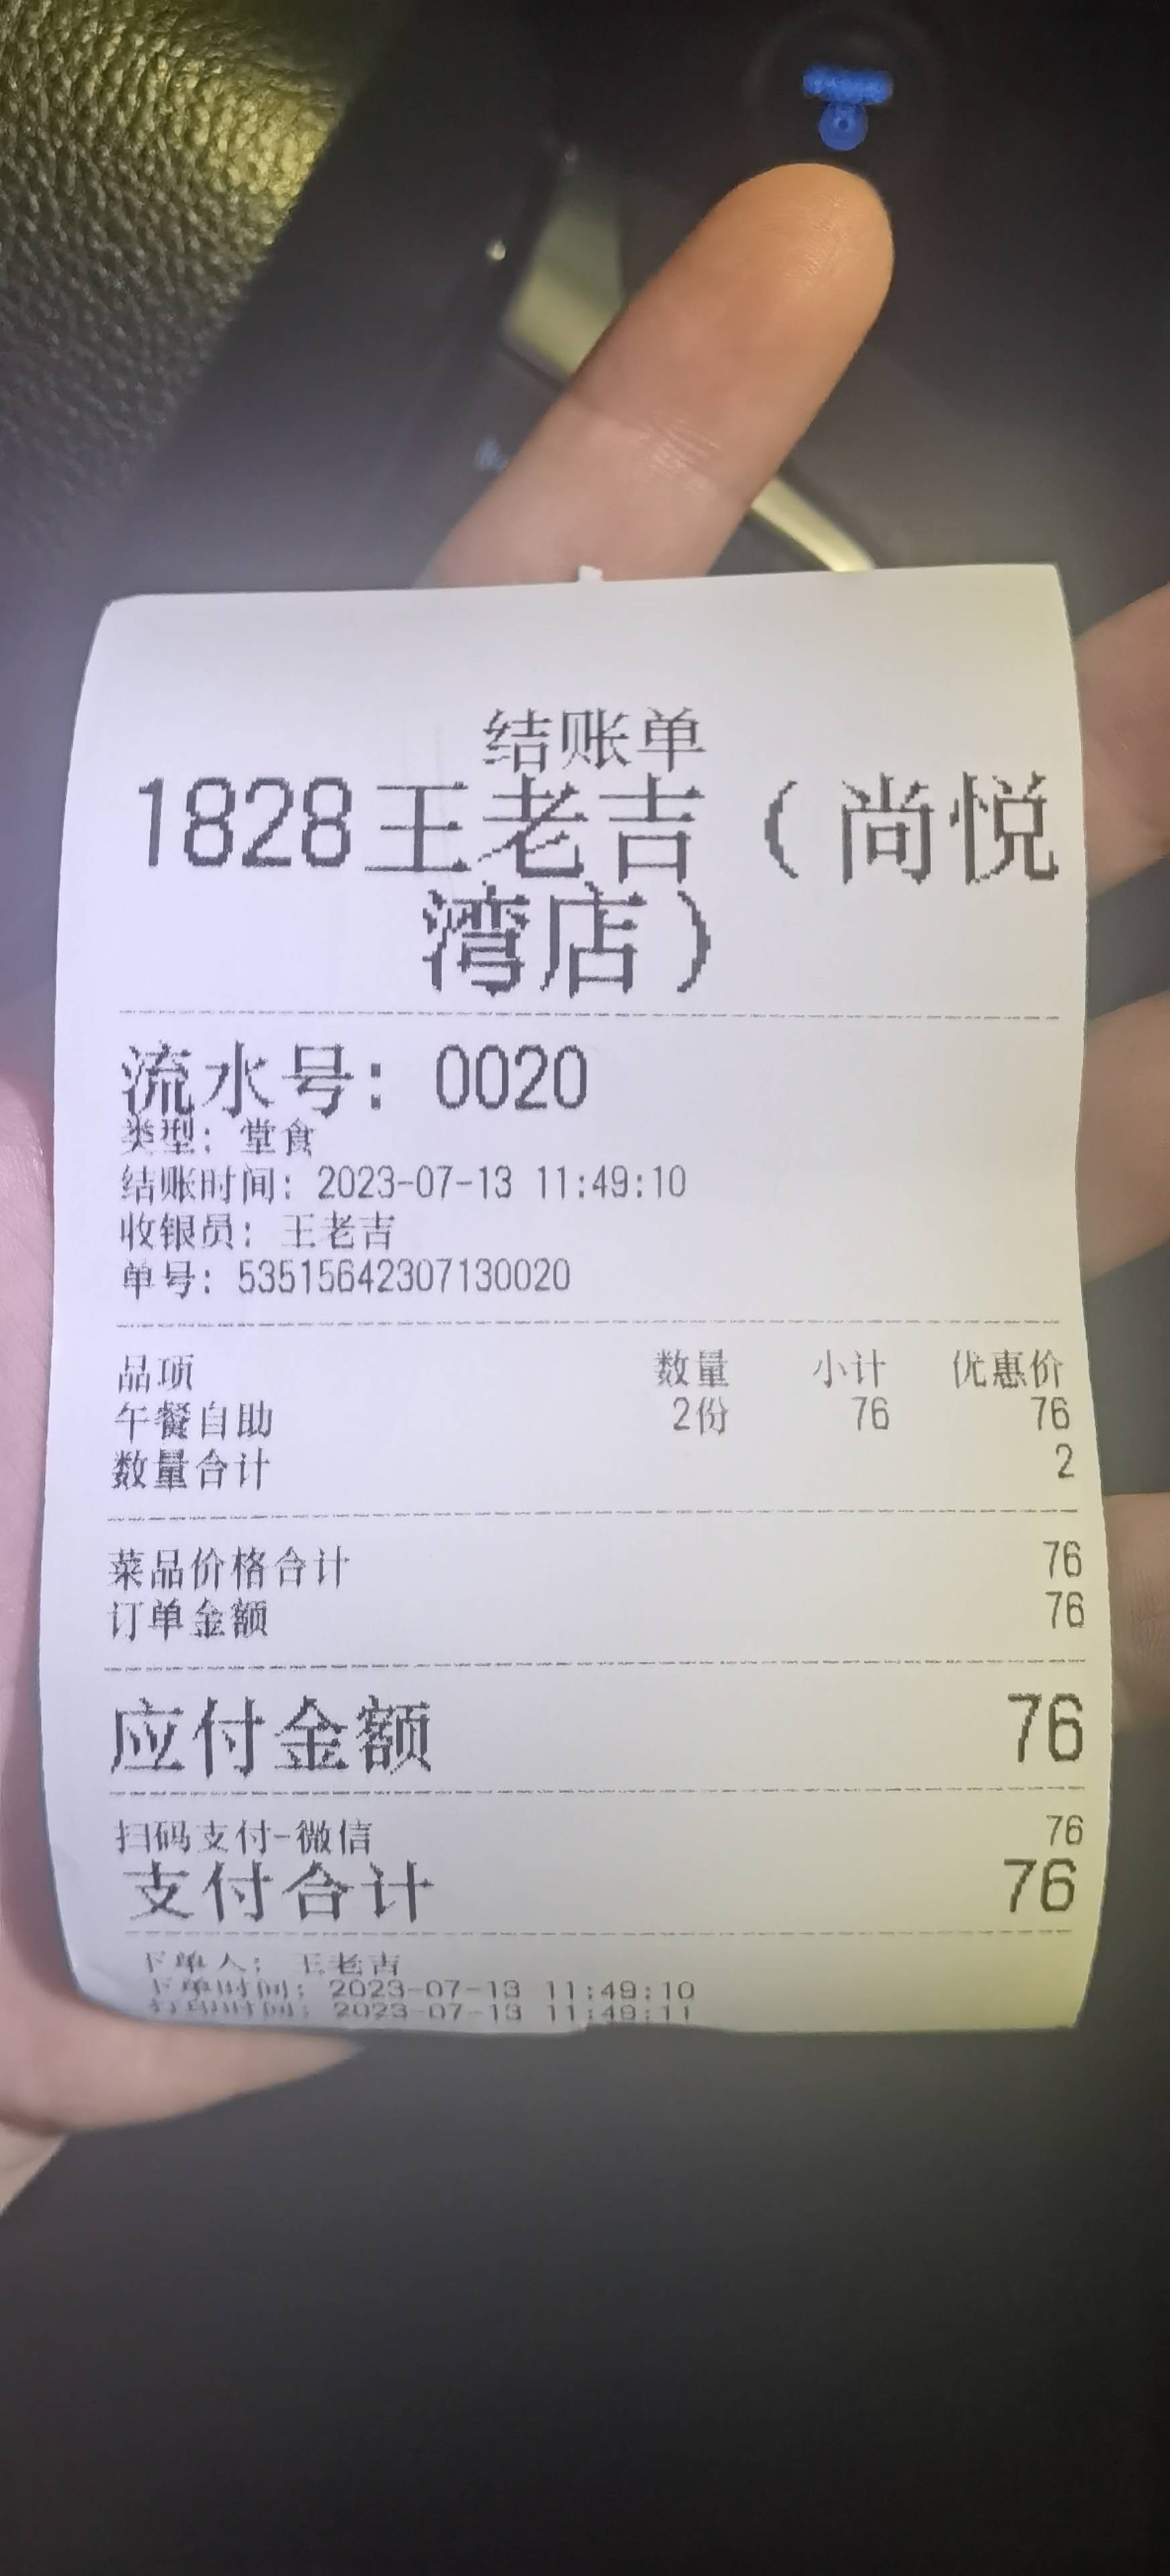 结账单
1828王老吉（尚悦
湾店）
流水号: 0020
类型: 堂食
结账时间: 2023-07-13 11:49:10
收银员: 王老吉
单号: 53515642307130020
品项 数量 小计 优惠价
午餐自助 2份 76 76
数量合计 2
菜品价格合计 76
订单金额 76
应付金额 76
扫码支付-微信 76
支付合计 76
下单人: 王老吉
下单时间: 2023-07-13 11:49:10
打印时间: 2023-07-13 11:49:11